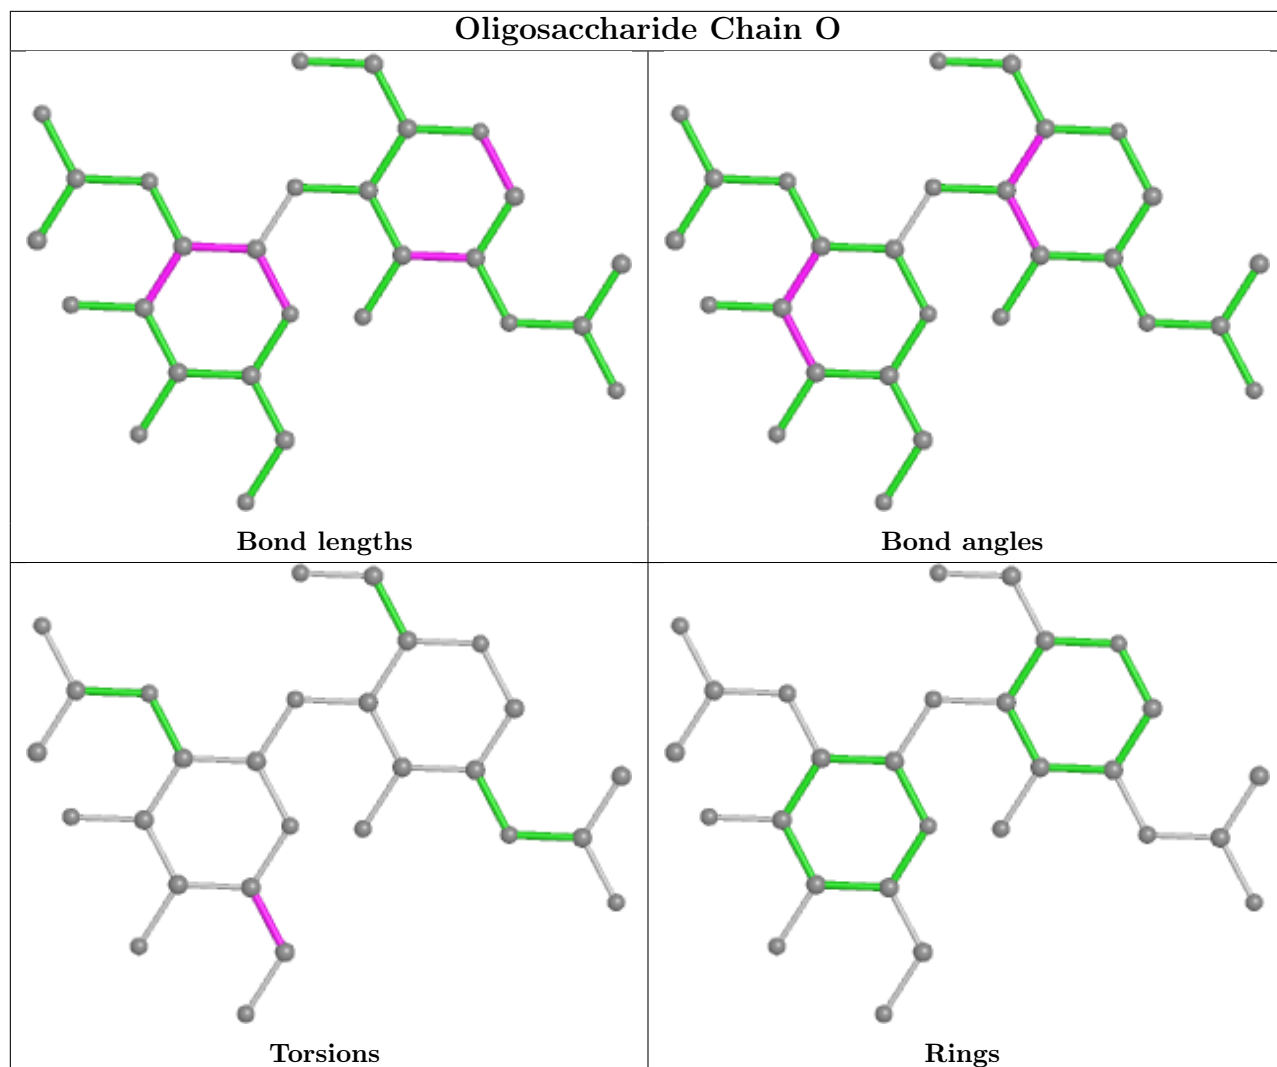 Oligosaccharide Chain O
Bond lengths
Bond angles
Torsions
Rings